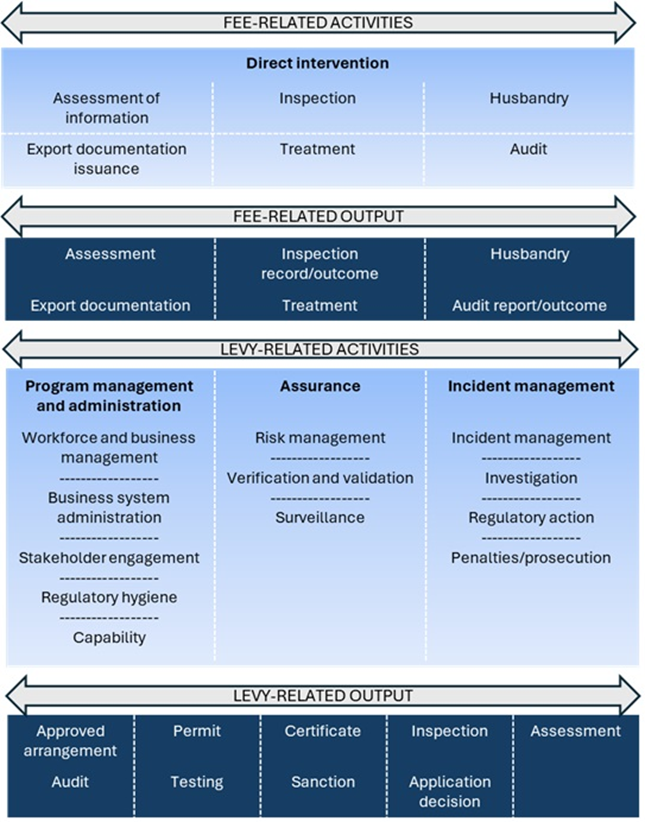 FEE-RELATED ACTIVITIES
Direct intervention
Assessment of
information
Inspection
Husbandry
Export documentation
issuance
Treatment
Audit
FEE-RELATED OUTPUT
Assessment
Inspection
record/outcome
Husbandry
Export documentation
Treatment
Audit report/outcome
LEVY-RELATED ACTIVITIES
Program management
and administration
Workforce and business
management
------------------
Business system
administration
------------------
Stakeholder engagement
------------------
Regulatory hygiene
------------------
Capability
Assurance
Risk management
------------------
Verification and validation
------------------
Surveillance
Incident management
Incident management
------------------
Investigation
------------------
Regulatory action
------------------
Penalties/prosecution
LEVY-RELATED OUTPUT
Approved
arrangement
Permit
Certificate
Inspection
Assessment
Audit
Testing
Sanction
Application
decision